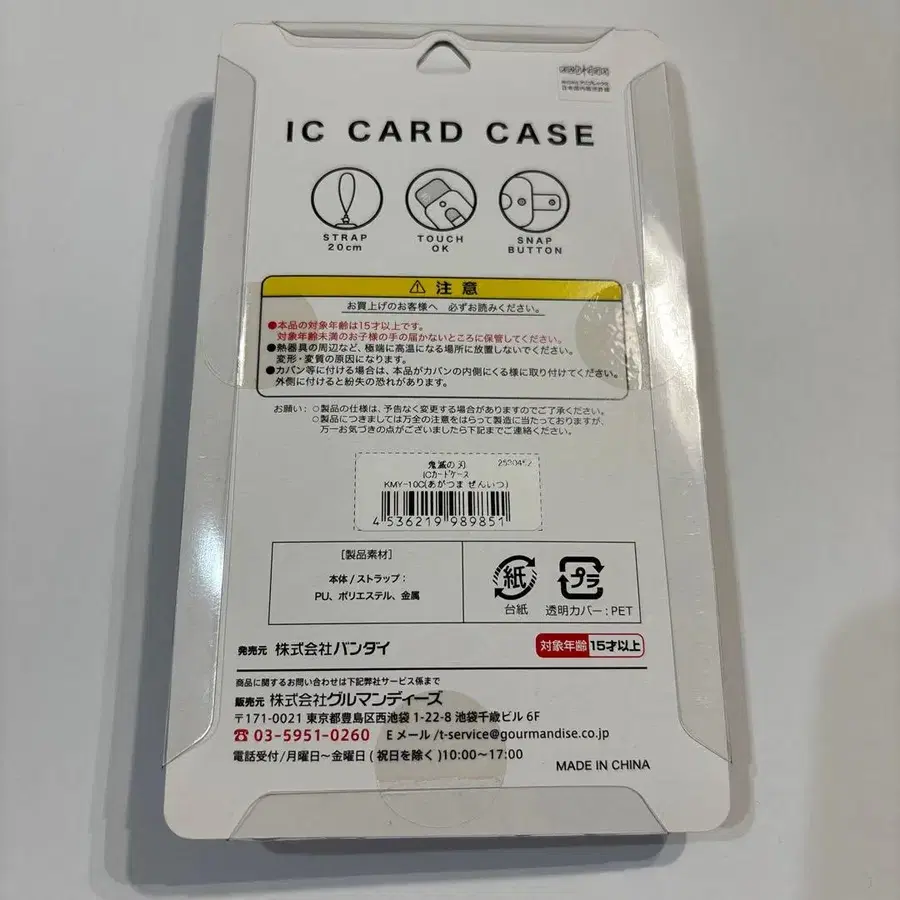 IC CARD CASE
STRAP
20cm
TOUCH
OK
SNAP
BUTTON
注意
お買上げのお客様へ 必ずお読みください。
●本品の対象年齢は15才以上です。
対象年齢未満のお子様の手の届かないところに保管してください。
●熱器具の周辺など、極端に高温になる場所に放置しないでください。
変形・変質の原因になります。
●カバン等に付ける場合は、本品がカバンの内側にくる様に取り付けてください。
外側に付けると紛失の恐れがあります。
お願い: ○製品の仕様は、予告なく変更する場合がありますのでご了承ください。
○製品につきましては万全の注意をはらって製造に当たっておりますが、
万一お気づきの点がございましたら下記までご連絡ください。
鬼滅の刃 2530452
ICカードケース
KMY-10C(あがつま ぜんいつ)
4 536219 989851
[製品素材]
本体/ストラップ:
PU、ポリエステル、金属
紙
台紙
プラ
透明カバー:PET
発売元 株式会社バンダイ
対象年齢 15才以上
商品に関するお問い合わせは下記弊社サービス係まで
販売元 株式会社グルマンディーズ
〒171-0021 東京都豊島区西池袋 1-22-8 池袋千歳ビル 6F
☎ 03-5951-0260 Eメール/t-service@gourmandise.co.jp
電話受付/月曜日〜金曜日(祝日を除く)10:00〜17:00
MADE IN CHINA